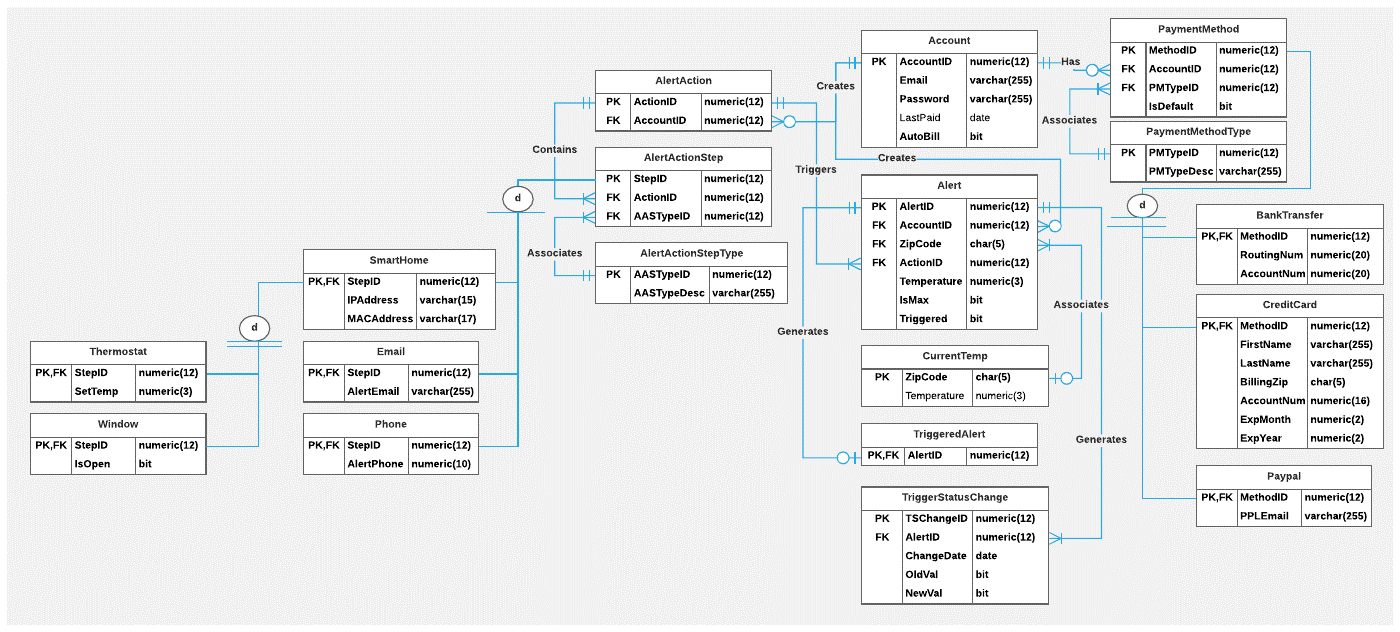 Account
PK AccountID numeric(12)
Email varchar(255)
Password varchar(255)
LastPaid date
AutoBill bit
Has
PaymentMethod
PK MethodID numeric(12)
FK AccountID numeric(12)
FK PMTypeID numeric(12)
IsDefault bit
Associates
PaymentMethodType
PK PMTypeID numeric(12)
PMTypeDesc varchar(255)
d
BankTransfer
PK,FK MethodID numeric(12)
RoutingNum numeric(20)
AccountNum numeric(20)
CreditCard
PK,FK MethodID numeric(12)
FirstName varchar(255)
LastName varchar(255)
BillingZip char(5)
AccountNum numeric(16)
ExpMonth numeric(2)
ExpYear numeric(2)
Paypal
PK,FK MethodID numeric(12)
PPLEmail varchar(255)
Creates
Creates
Triggers
AlertAction
PK ActionID numeric(12)
FK AccountID numeric(12)
Contains
AlertActionStep
PK StepID numeric(12)
FK ActionID numeric(12)
FK AASTypeID numeric(12)
Associates
AlertActionStepType
PK AASTypeID numeric(12)
AASTypeDesc varchar(255)
d
SmartHome
PK,FK StepID numeric(12)
IPAddress varchar(15)
MACAddress varchar(17)
d
Thermostat
PK,FK StepID numeric(12)
SetTemp numeric(3)
Window
PK,FK StepID numeric(12)
IsOpen bit
Email
PK,FK StepID numeric(12)
AlertEmail varchar(255)
Phone
PK,FK StepID numeric(12)
AlertPhone numeric(10)
Alert
PK AlertID numeric(12)
FK AccountID numeric(12)
FK ZipCode char(5)
FK ActionID numeric(12)
Temperature numeric(3)
IsMax bit
Triggered bit
Generates
Associates
CurrentTemp
PK ZipCode char(5)
Temperature numeric(3)
TriggeredAlert
PK,FK AlertID numeric(12)
Generates
TriggerStatusChange
PK TSChangeID numeric(12)
FK AlertID numeric(12)
ChangeDate date
OldVal bit
NewVal bit